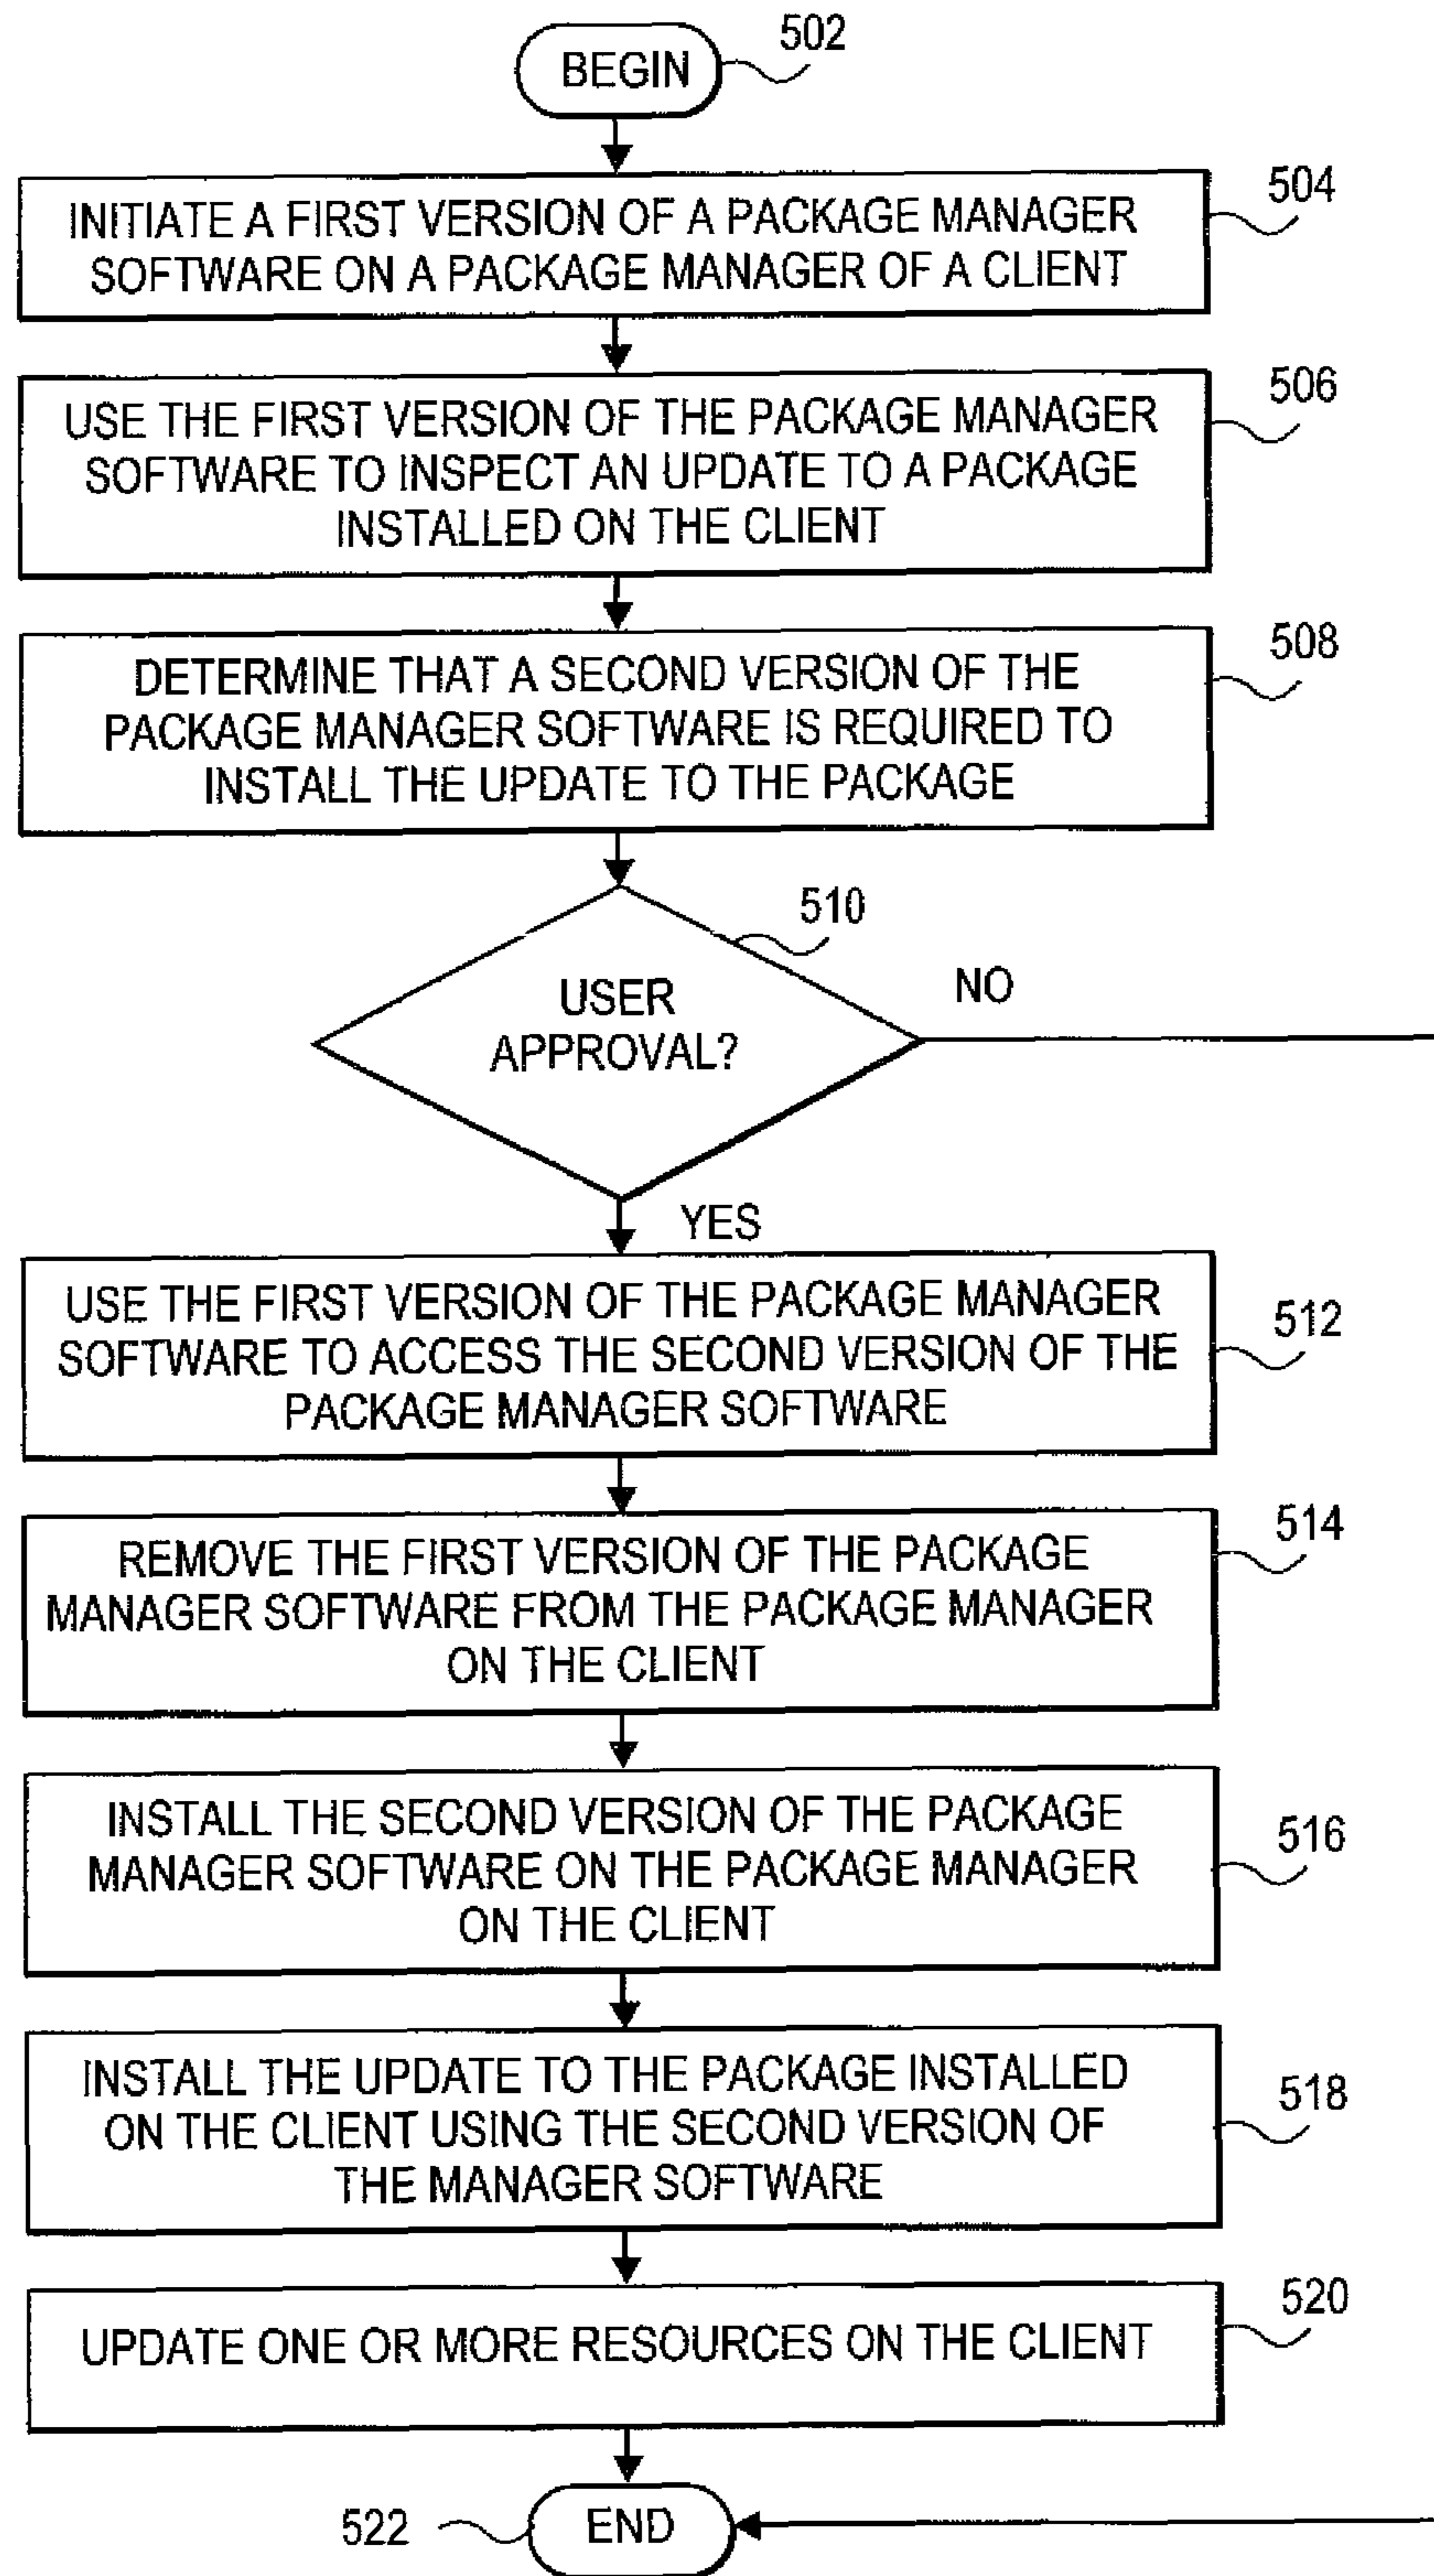 BEGIN
502
INITIATE A FIRST VERSION OF A PACKAGE MANAGER
SOFTWARE ON A PACKAGE MANAGER OF A CLIENT
504
USE THE FIRST VERSION OF THE PACKAGE MANAGER
SOFTWARE TO INSPECT AN UPDATE TO A PACKAGE
INSTALLED ON THE CLIENT
506
DETERMINE THAT A SECOND VERSION OF THE
PACKAGE MANAGER SOFTWARE IS REQUIRED TO
INSTALL THE UPDATE TO THE PACKAGE
508
USER
APPROVAL?
510
NO
YES
USE THE FIRST VERSION OF THE PACKAGE MANAGER
SOFTWARE TO ACCESS THE SECOND VERSION OF THE
PACKAGE MANAGER SOFTWARE
512
REMOVE THE FIRST VERSION OF THE PACKAGE
MANAGER SOFTWARE FROM THE PACKAGE MANAGER
ON THE CLIENT
514
INSTALL THE SECOND VERSION OF THE PACKAGE
MANAGER SOFTWARE ON THE PACKAGE MANAGER
ON THE CLIENT
516
INSTALL THE UPDATE TO THE PACKAGE INSTALLED
ON THE CLIENT USING THE SECOND VERSION OF
THE MANAGER SOFTWARE
518
UPDATE ONE OR MORE RESOURCES ON THE CLIENT
520
522
END